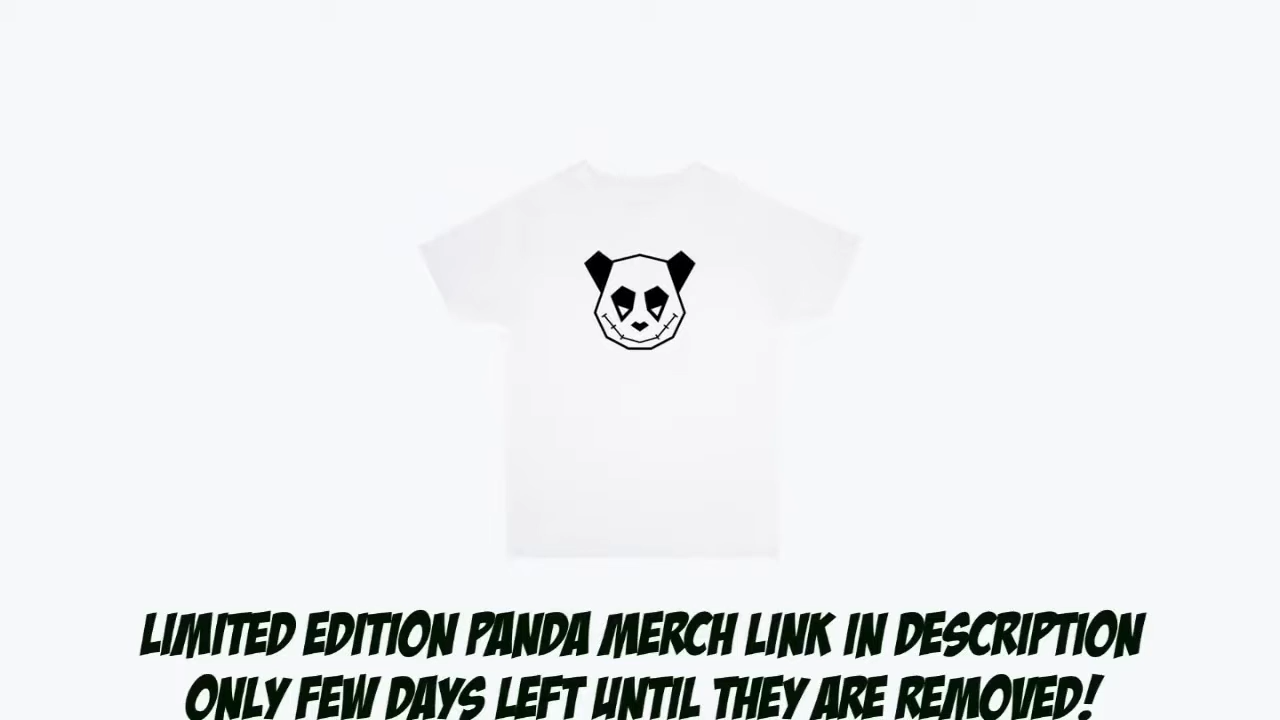 LIMITED EDITION PANDA MERCH LINK IN DESCRIPTION
ONLY FEW DAYS LEFT UNTIL THEY ARE REMOVED!